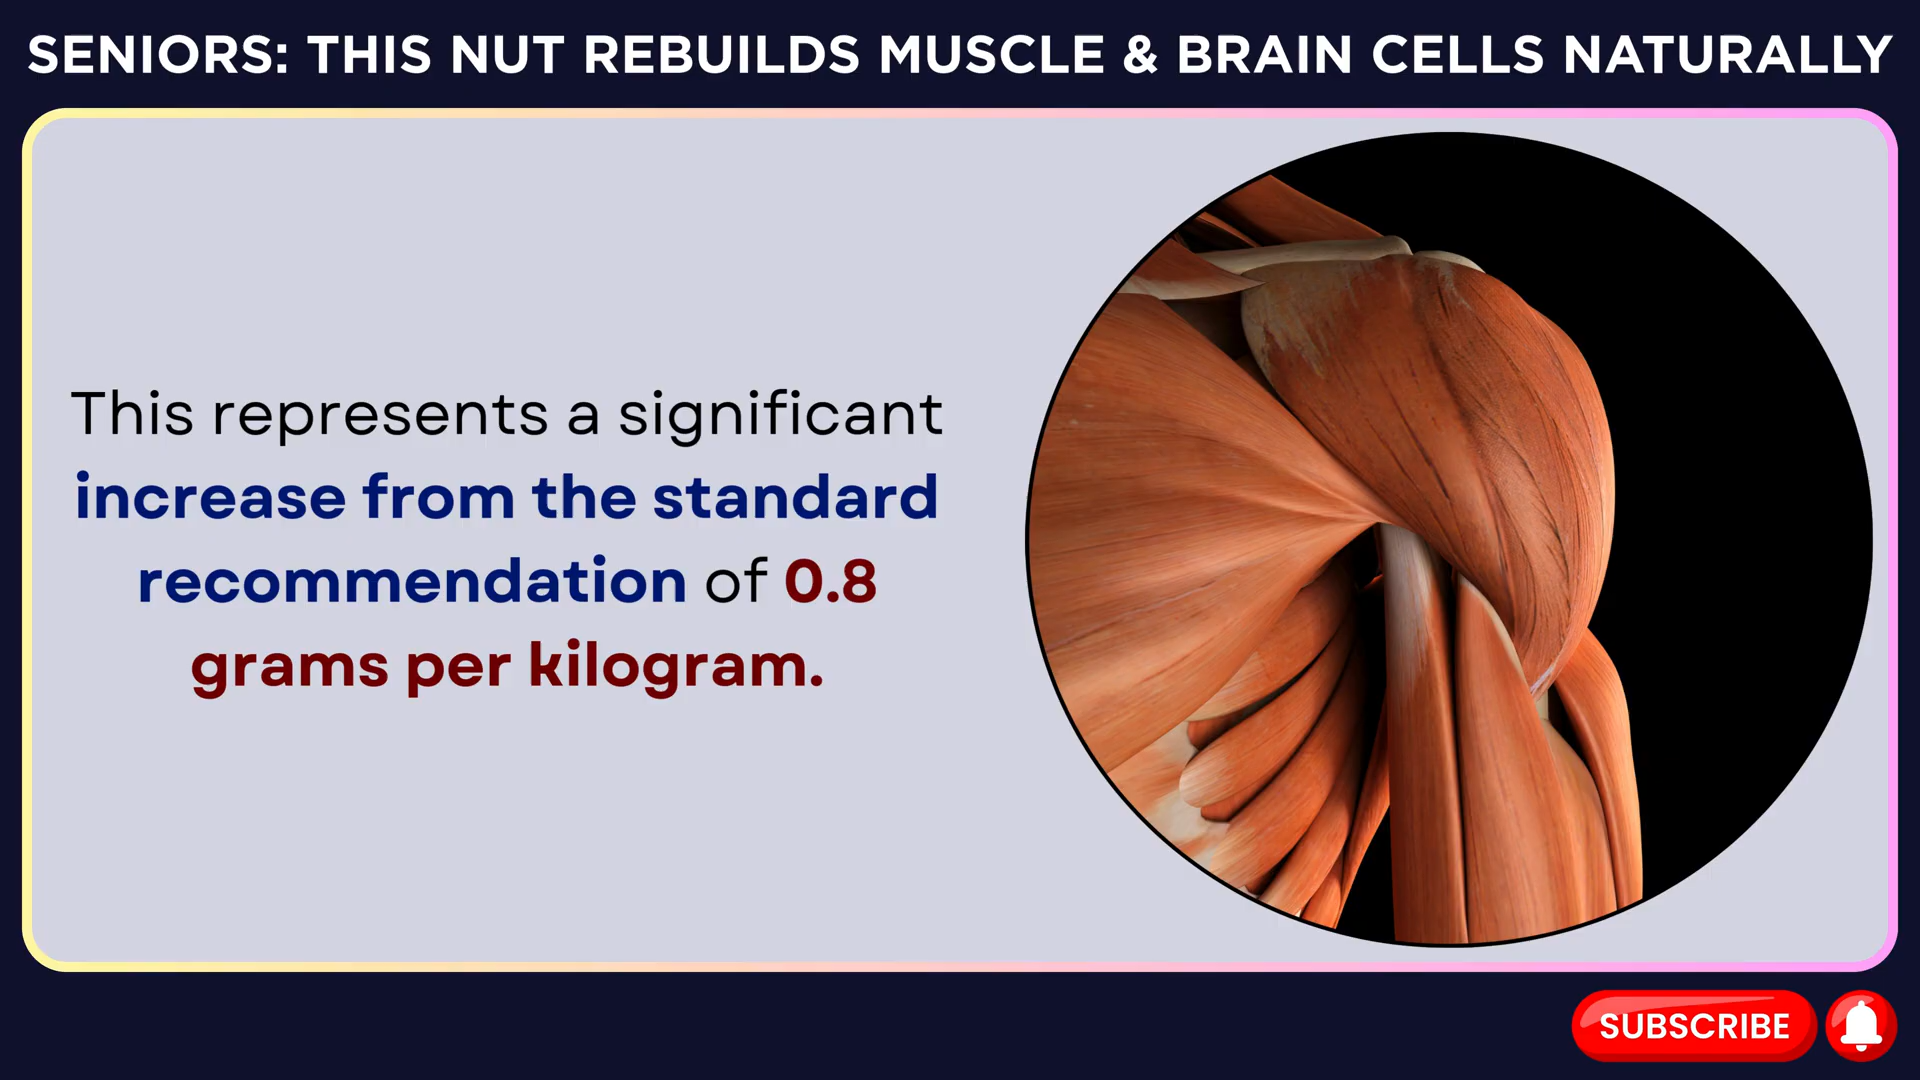 SENIORS: THIS NUT REBUILDS MUSCLE & BRAIN CELLS NATURALLY
This represents a significant
increase from the standard
recommendation of 0.8
grams per kilogram.
SUBSCRIBE